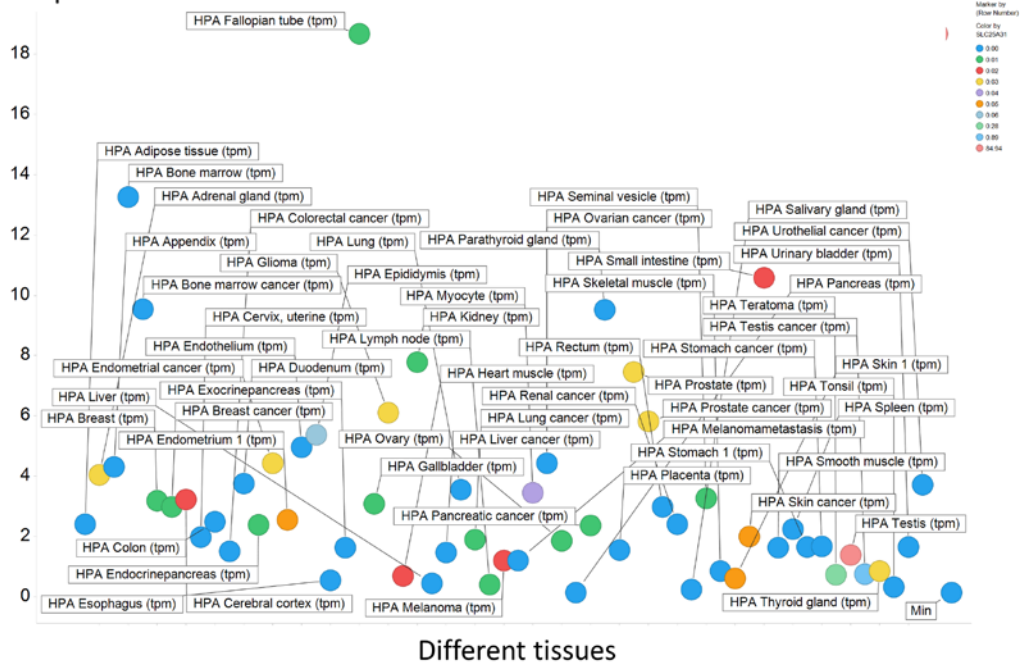 Marker by
(Row Number)
Color by
SLC25A31
0.00
0.01
0.02
0.03
0.04
0.05
0.06
0.26
0.89
84.94
18
16
14
12
10
8
6
4
2
0
HPA Fallopian tube (tpm)
HPA Adipose tissue (tpm)
HPA Bone marrow (tpm)
HPA Adrenal gland (tpm)
HPA Seminal vesicle (tpm)
HPA Salivary gland (tpm)
HPA Colorectal cancer (tpm)
HPA Ovarian cancer (tpm)
HPA Urothelial cancer (tpm)
HPA Appendix (tpm)
HPA Lung (tpm)
HPA Parathyroid gland (tpm)
HPA Urinary bladder (tpm)
HPA Glioma (tpm)
HPA Small intestine (tpm)
HPA Epididymis (tpm)
HPA Bone marrow cancer (tpm)
HPA Skeletal muscle (tpm)
HPA Pancreas (tpm)
HPA Myocyte (tpm)
HPA Teratoma (tpm)
HPA Cervix, uterine (tpm)
HPA Kidney (tpm)
HPA Testis cancer (tpm)
HPA Lymph node (tpm)
HPA Endothelium (tpm)
HPA Rectum (tpm)
HPA Stomach cancer (tpm)
HPA Endometrial cancer (tpm)
HPA Duodenum (tpm)
HPA Heart muscle (tpm)
HPA Skin 1 (tpm)
HPA Liver (tpm)
HPA Exocrinepancreas (tpm)
HPA Renal cancer (tpm)
HPA Prostate (tpm)
HPA Tonsil (tpm)
HPA Breast (tpm)
HPA Breast cancer (tpm)
HPA Lung cancer (tpm)
HPA Prostate cancer (tpm)
HPA Spleen (tpm)
HPA Endometrium 1 (tpm)
HPA Ovary (tpm)
HPA Liver cancer (tpm)
HPA Melanomametastasis (tpm)
HPA Gallbladder (tpm)
HPA Stomach 1 (tpm)
HPA Smooth muscle (tpm)
HPA Placenta (tpm)
HPA Pancreatic cancer (tpm)
HPA Skin cancer (tpm)
HPA Testis (tpm)
HPA Colon (tpm)
HPA Endocrinepancreas (tpm)
HPA Esophagus (tpm)
HPA Cerebral cortex (tpm)
HPA Melanoma (tpm)
HPA Thyroid gland (tpm)
Min
Different tissues